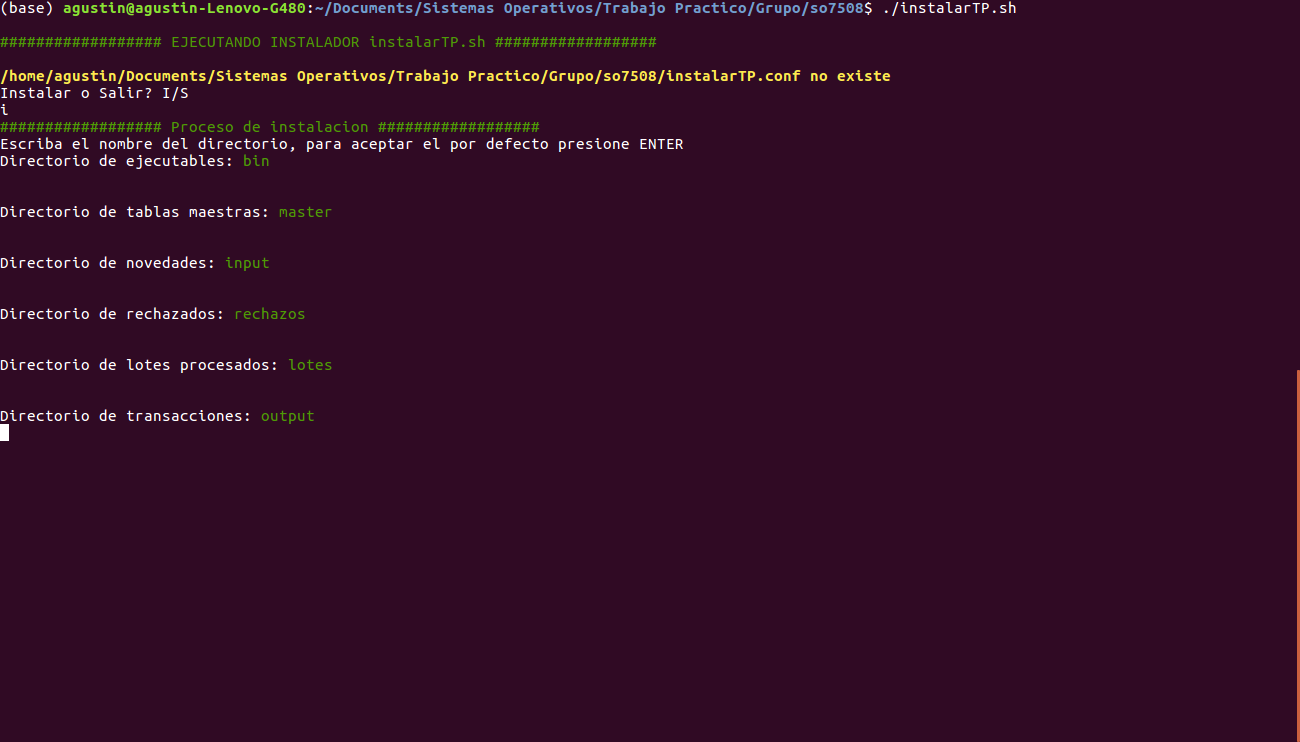 (base) agustin@agustin-Lenovo-G480:~/Documents/Sistemas Operativos/Trabajo Practico/Grupo/so7508$ ./instalarTP.sh
################## EJECUTANDO INSTALADOR instalarTP.sh ##################
/home/agustin/Documents/Sistemas Operativos/Trabajo Practico/Grupo/so7508/instalarTP.conf no existe
Instalar o Salir? I/S
i
################## Proceso de instalacion ##################
Escriba el nombre del directorio, para aceptar el por defecto presione ENTER
Directorio de ejecutables: bin
Directorio de tablas maestras: master
Directorio de novedades: input
Directorio de rechazados: rechazos
Directorio de lotes procesados: lotes
Directorio de transacciones: output